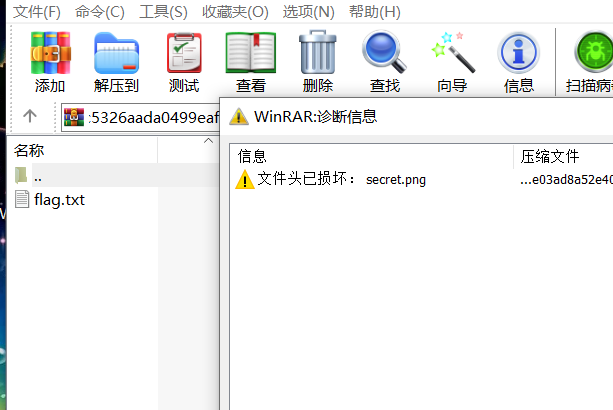 文件(F) 命令(C) 工具(S) 收藏夹(O) 选项(N) 帮助(H)
添加 解压到 测试 查看 删除 查找 向导 信息 扫描病
:5326aada0499eaf
WinRAR:诊断信息
名称
信息 压缩文件
..
文件头已损坏： secret.png ...e03ad8a52e40
flag.txt